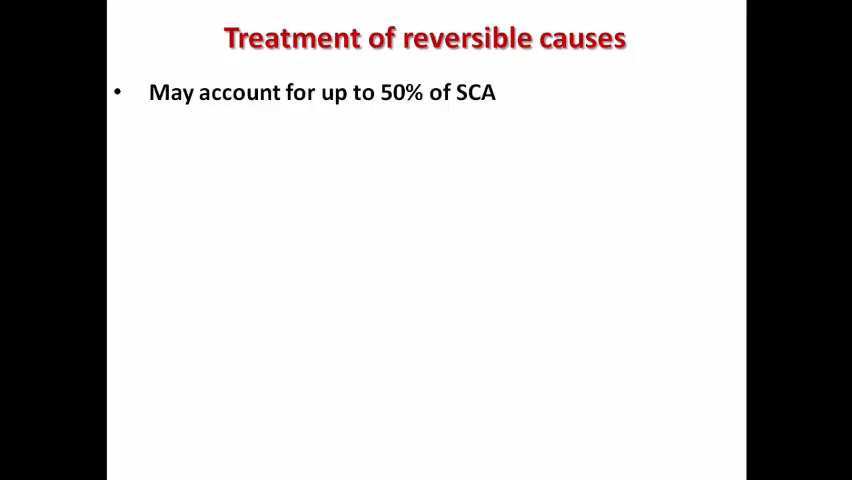 Treatment of reversible causes
• May account for up to 50% of SCA